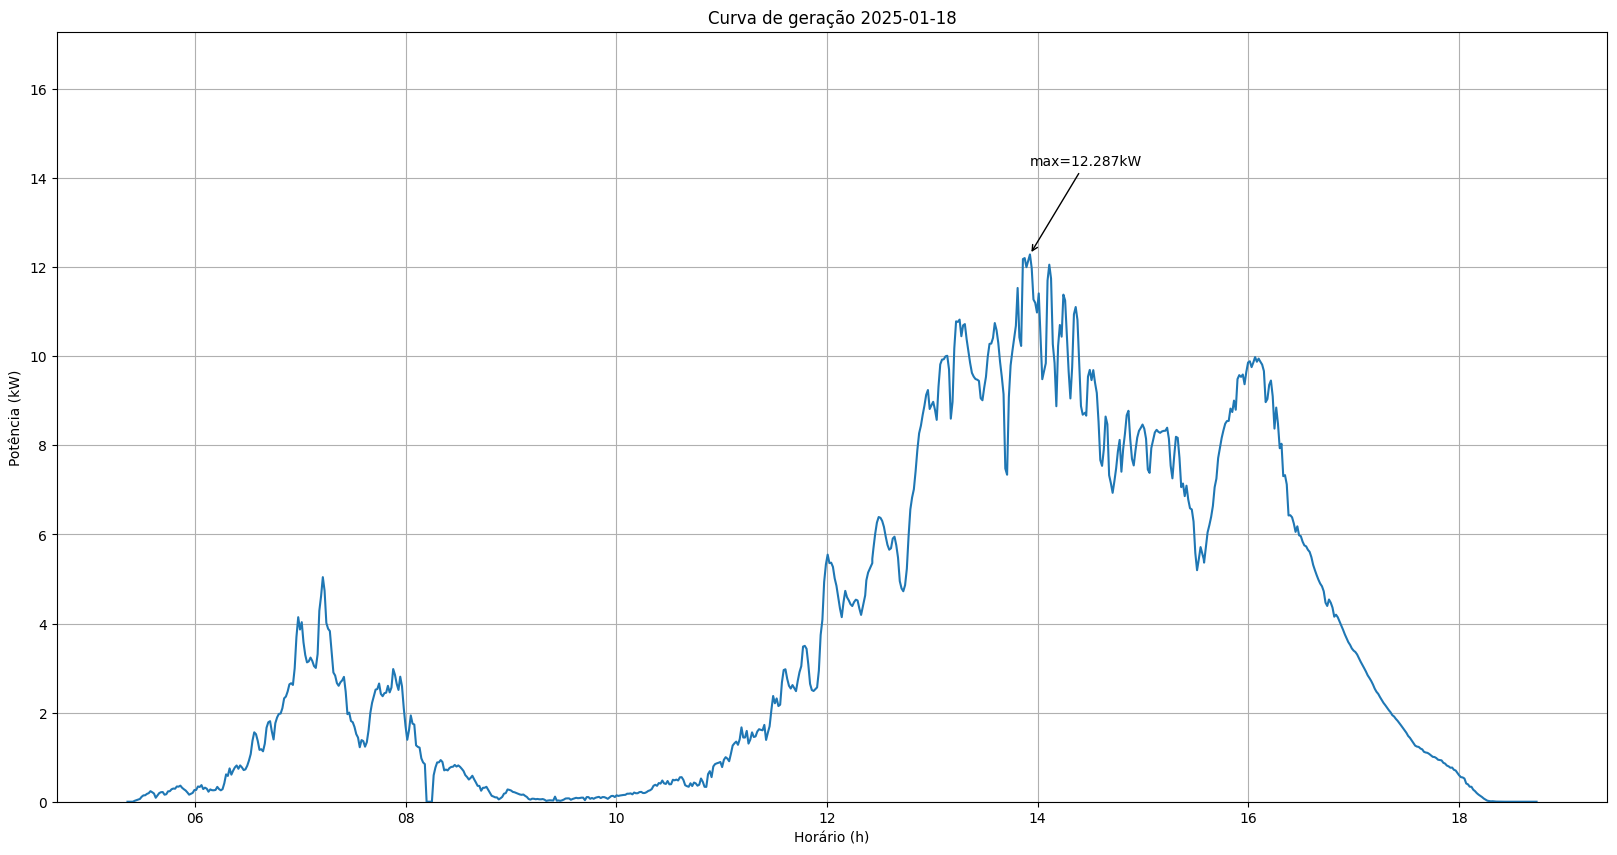 Curva de geração 2025-01-18
16
14
12
10
8
6
4
2
0
Potência (kW)
max=12.287kW
06 08 10 12 14 16 18
Horário (h)